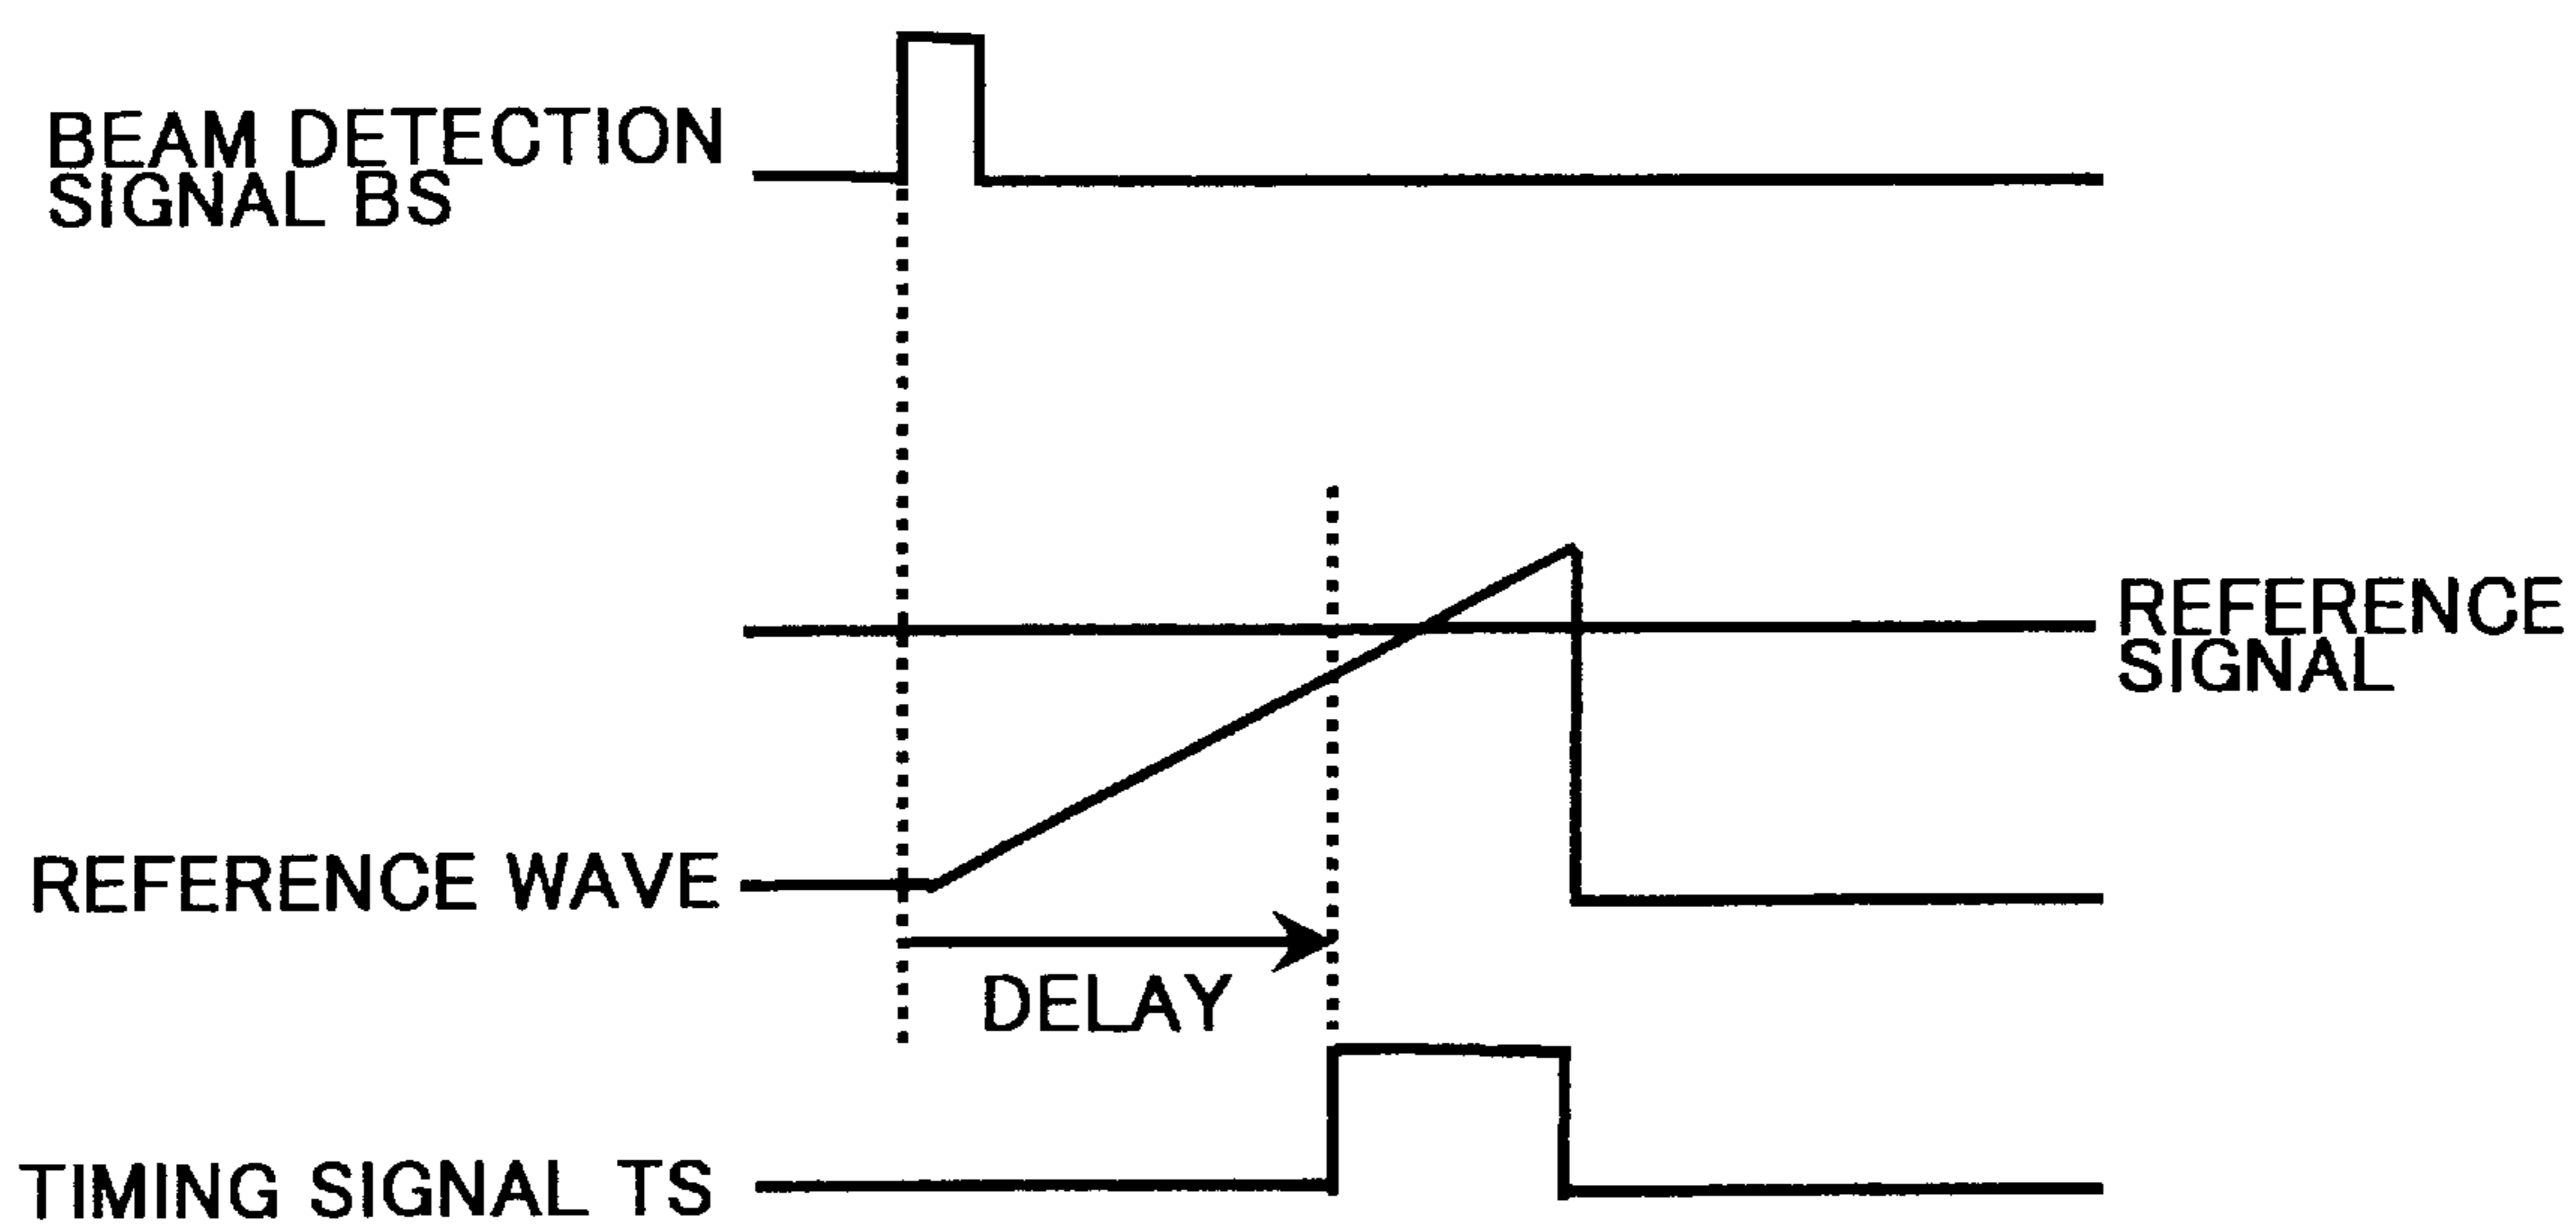 BEAM DETECTION
SIGNAL BS
REFERENCE
SIGNAL
REFERENCE WAVE
DELAY
TIMING SIGNAL TS